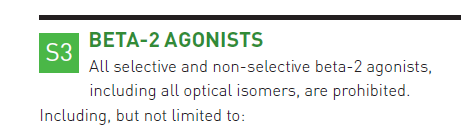 S3
BETA-2 AGONISTS
All selective and non-selective beta-2 agonists,
including all optical isomers, are prohibited.
Including, but not limited to: